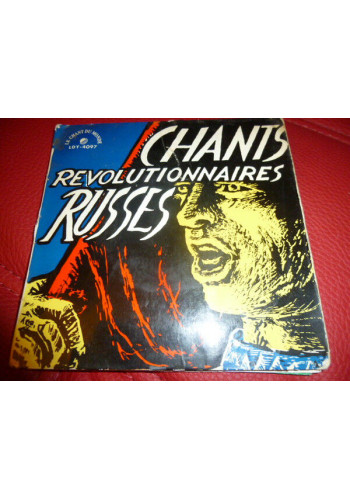 LE CHANT DU MONDE
LDY-4097
CHANTS
REVOLUTIONNAIRES
RUSSES